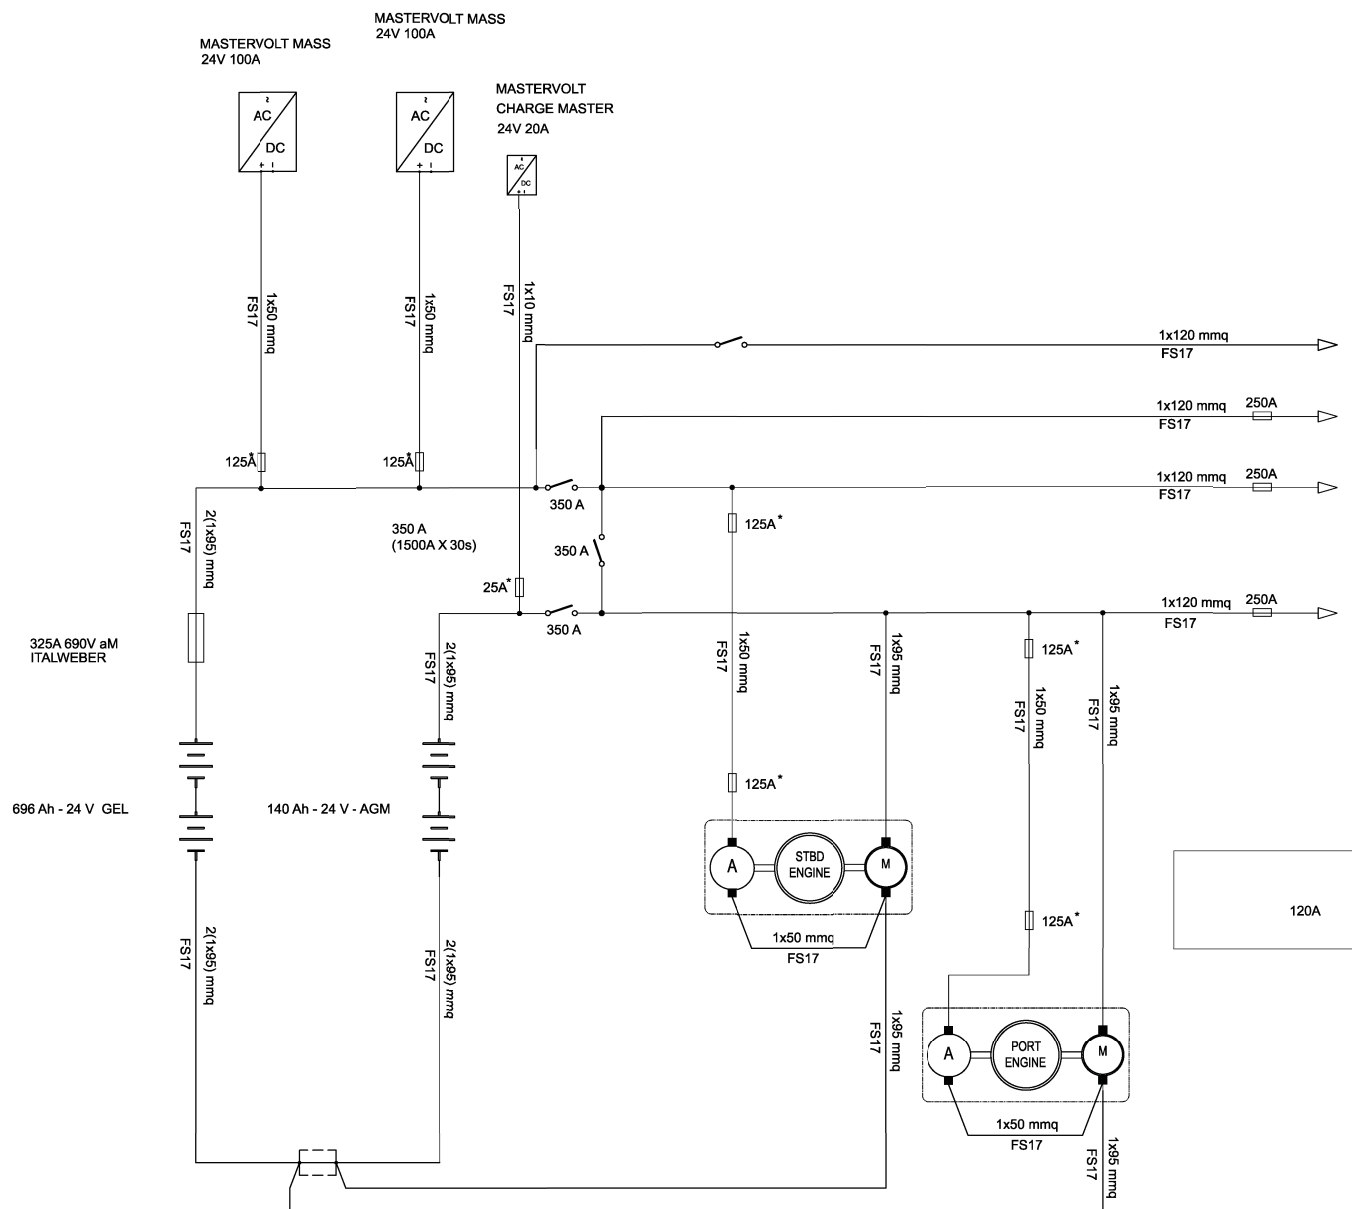 MASTERVOLT MASS
24V 100A
MASTERVOLT MASS
24V 100A
MASTERVOLT
CHARGE MASTER
24V 20A
~
AC
DC
+ -
~
AC
DC
+ -
AC
DC
+ -
1x50 mmq
FS17
1x50 mmq
FS17
1x10 mmq
FS17
1x120 mmq
FS17
1x120 mmq
FS17
250A
125A*
125A*
1x120 mmq
FS17
250A
350 A
125A*
350 A
(1500A X 30s)
350 A
2(1x95) mmq
FS17
25A*
350 A
1x120 mmq
FS17
250A
325A 690V aM
ITALWEBER
2(1x95) mmq
FS17
1x50 mmq
FS17
1x95 mmq
FS17
125A*
1x50 mmq
FS17
1x95 mmq
FS17
125A*
696 Ah - 24 V GEL
140 Ah - 24 V - AGM
A
STBD
ENGINE
M
1x50 mmq
FS17
125A*
120A
2(1x95) mmq
FS17
2(1x95) mmq
FS17
1x95 mmq
FS17
A
PORT
ENGINE
M
1x50 mmq
FS17
1x95 mmq
FS17